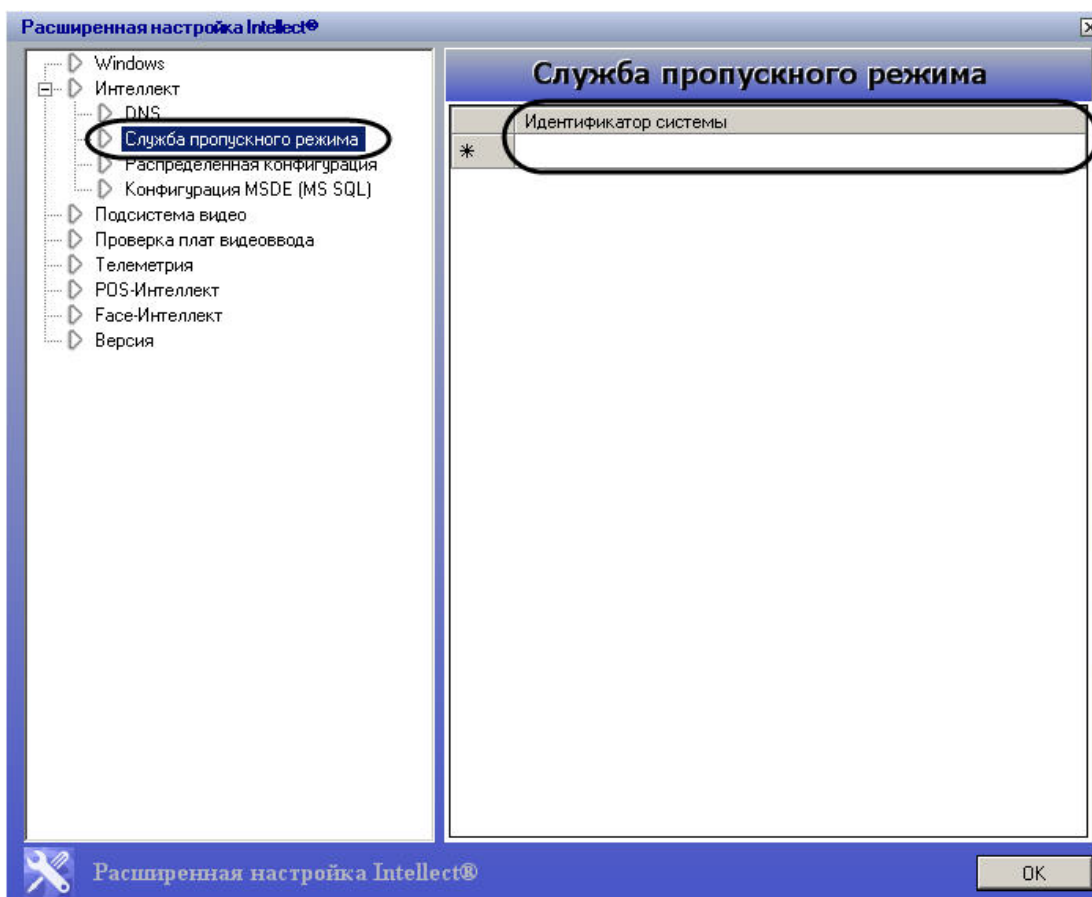 Расширенная настройка Intellect®
Windows
Интеллект
DNS
Служба пропускного режима
Распределенная конфигурация
Конфигурация MSDE (MS SQL)
Подсистема видео
Проверка плат видеоввода
Телеметрия
POS-Интеллект
Face-Интеллект
Версия
Служба пропускного режима
Идентификатор системы
*
Расширенная настройка Intellect®
OK